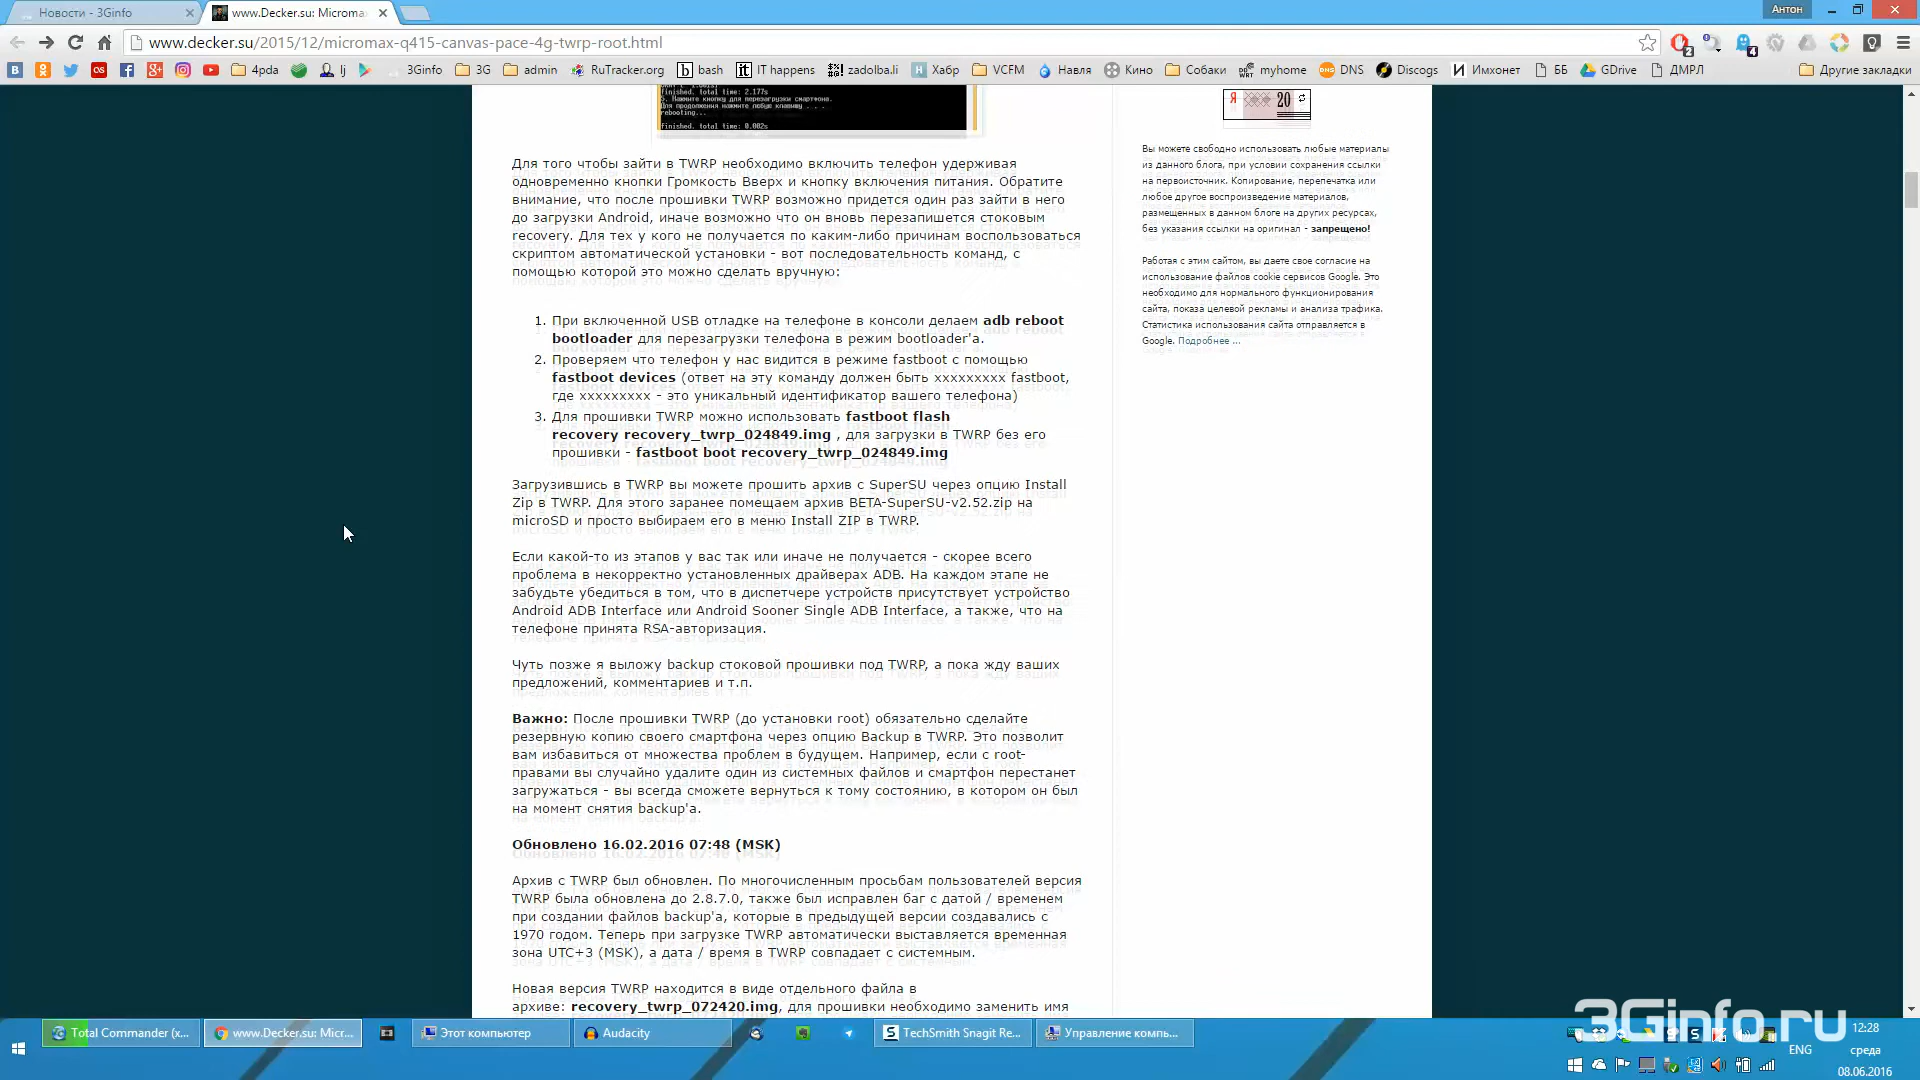 Новости - 3Ginfo
www.Decker.su: Microma
Антон
www.decker.su/2015/12/micromax-q415-canvas-pace-4g-twrp-root.html
2
4
4pda
lj
3Ginfo
3G
admin
RuTracker.org
bash
IT happens
zadolba.li
Хабр
VCFM
Навля
Кино
Собаки
myhome
DNS
Discogs
Имхонет
ББ
GDrive
ДМРЛ
Другие закладки
finished. total time: 2.177s
5. Нажмите кнопку для перезагрузки смартфона.
Для продолжения нажмите любую клавишу . . .
rebooting...
finished. total time: 0.002s
Для того чтобы зайти в TWRP необходимо включить телефон удерживая
одновременно кнопки Громкость Вверх и кнопку включения питания. Обратите
внимание, что после прошивки TWRP возможно придется один раз зайти в него
до загрузки Android, иначе возможно что он вновь перезапишется стоковым
recovery. Для тех у кого не получается по каким-либо причинам воспользоваться
скриптом автоматической установки - вот последовательность команд, с
помощью которой это можно сделать вручную:
1. При включенной USB отладке на телефоне в консоли делаем adb reboot
bootloader для перезагрузки телефона в режим bootloader'а.
2. Проверяем что телефон у нас видится в режиме fastboot с помощью
fastboot devices (ответ на эту команду должен быть xxxxxxxxx fastboot,
где xxxxxxxxx - это уникальный идентификатор вашего телефона)
3. Для прошивки TWRP можно использовать fastboot flash
recovery recovery_twrp_024849.img , для загрузки в TWRP без его
прошивки - fastboot boot recovery_twrp_024849.img
Загрузившись в TWRP вы можете прошить архив с SuperSU через опцию Install
Zip в TWRP. Для этого заранее помещаем архив BETA-SuperSU-v2.52.zip на
microSD и просто выбираем его в меню Install ZIP в TWRP.
Если какой-то из этапов у вас так или иначе не получается - скорее всего
проблема в некорректно установленных драйверах ADB. На каждом этапе не
забудьте убедиться в том, что в диспетчере устройств присутствует устройство
Android ADB Interface или Android Sooner Single ADB Interface, а также, что на
телефоне принята RSA-авторизация.
Чуть позже я выложу backup стоковой прошивки под TWRP, а пока жду ваших
предложений, комментариев и т.п.
Важно: После прошивки TWRP (до установки root) обязательно сделайте
резервную копию своего смартфона через опцию Backup в TWRP. Это позволит
вам избавиться от множества проблем в будущем. Например, если с root-
правами вы случайно удалите один из системных файлов и смартфон перестанет
загружаться - вы всегда сможете вернуться к тому состоянию, в котором он был
на момент снятия backup'а.
Обновлено 16.02.2016 07:48 (MSK)
Архив с TWRP был обновлен. По многочисленным просьбам пользователей версия
TWRP была обновлена до 2.8.7.0, также был исправлен баг с датой / временем
при создании файлов backup'а, которые в предыдущей версии создавались с
1970 годом. Теперь при загрузке TWRP автоматически выставляется временная
зона UTC+3 (MSK), а дата / время в TWRP совпадает с системным.
Новая версия TWRP находится в виде отдельного файла в
архиве: recovery_twrp_072420.img, для прошивки необходимо заменить имя
Я 20
Вы можете свободно использовать любые материалы
из данного блога, при условии сохранения ссылки
на первоисточник. Копирование, перепечатка или
любое другое воспроизведение материалов,
размещенных в данном блоге на других ресурсах,
без указания ссылки на оригинал - запрещено!
Работая с этим сайтом, вы даете свое согласие на
использование файлов cookie сервисов Google. Это
необходимо для нормального функционирования
сайта, показа целевой рекламы и анализа трафика.
Статистика использования сайта отправляется в
Google. Подробнее ...
Total Commander (x...
www.Decker.su: Micr...
Этот компьютер
Audacity
TechSmith Snagit Re...
Управление компь...
3Ginfo.ru
ENG
12:28
среда
08.06.2016